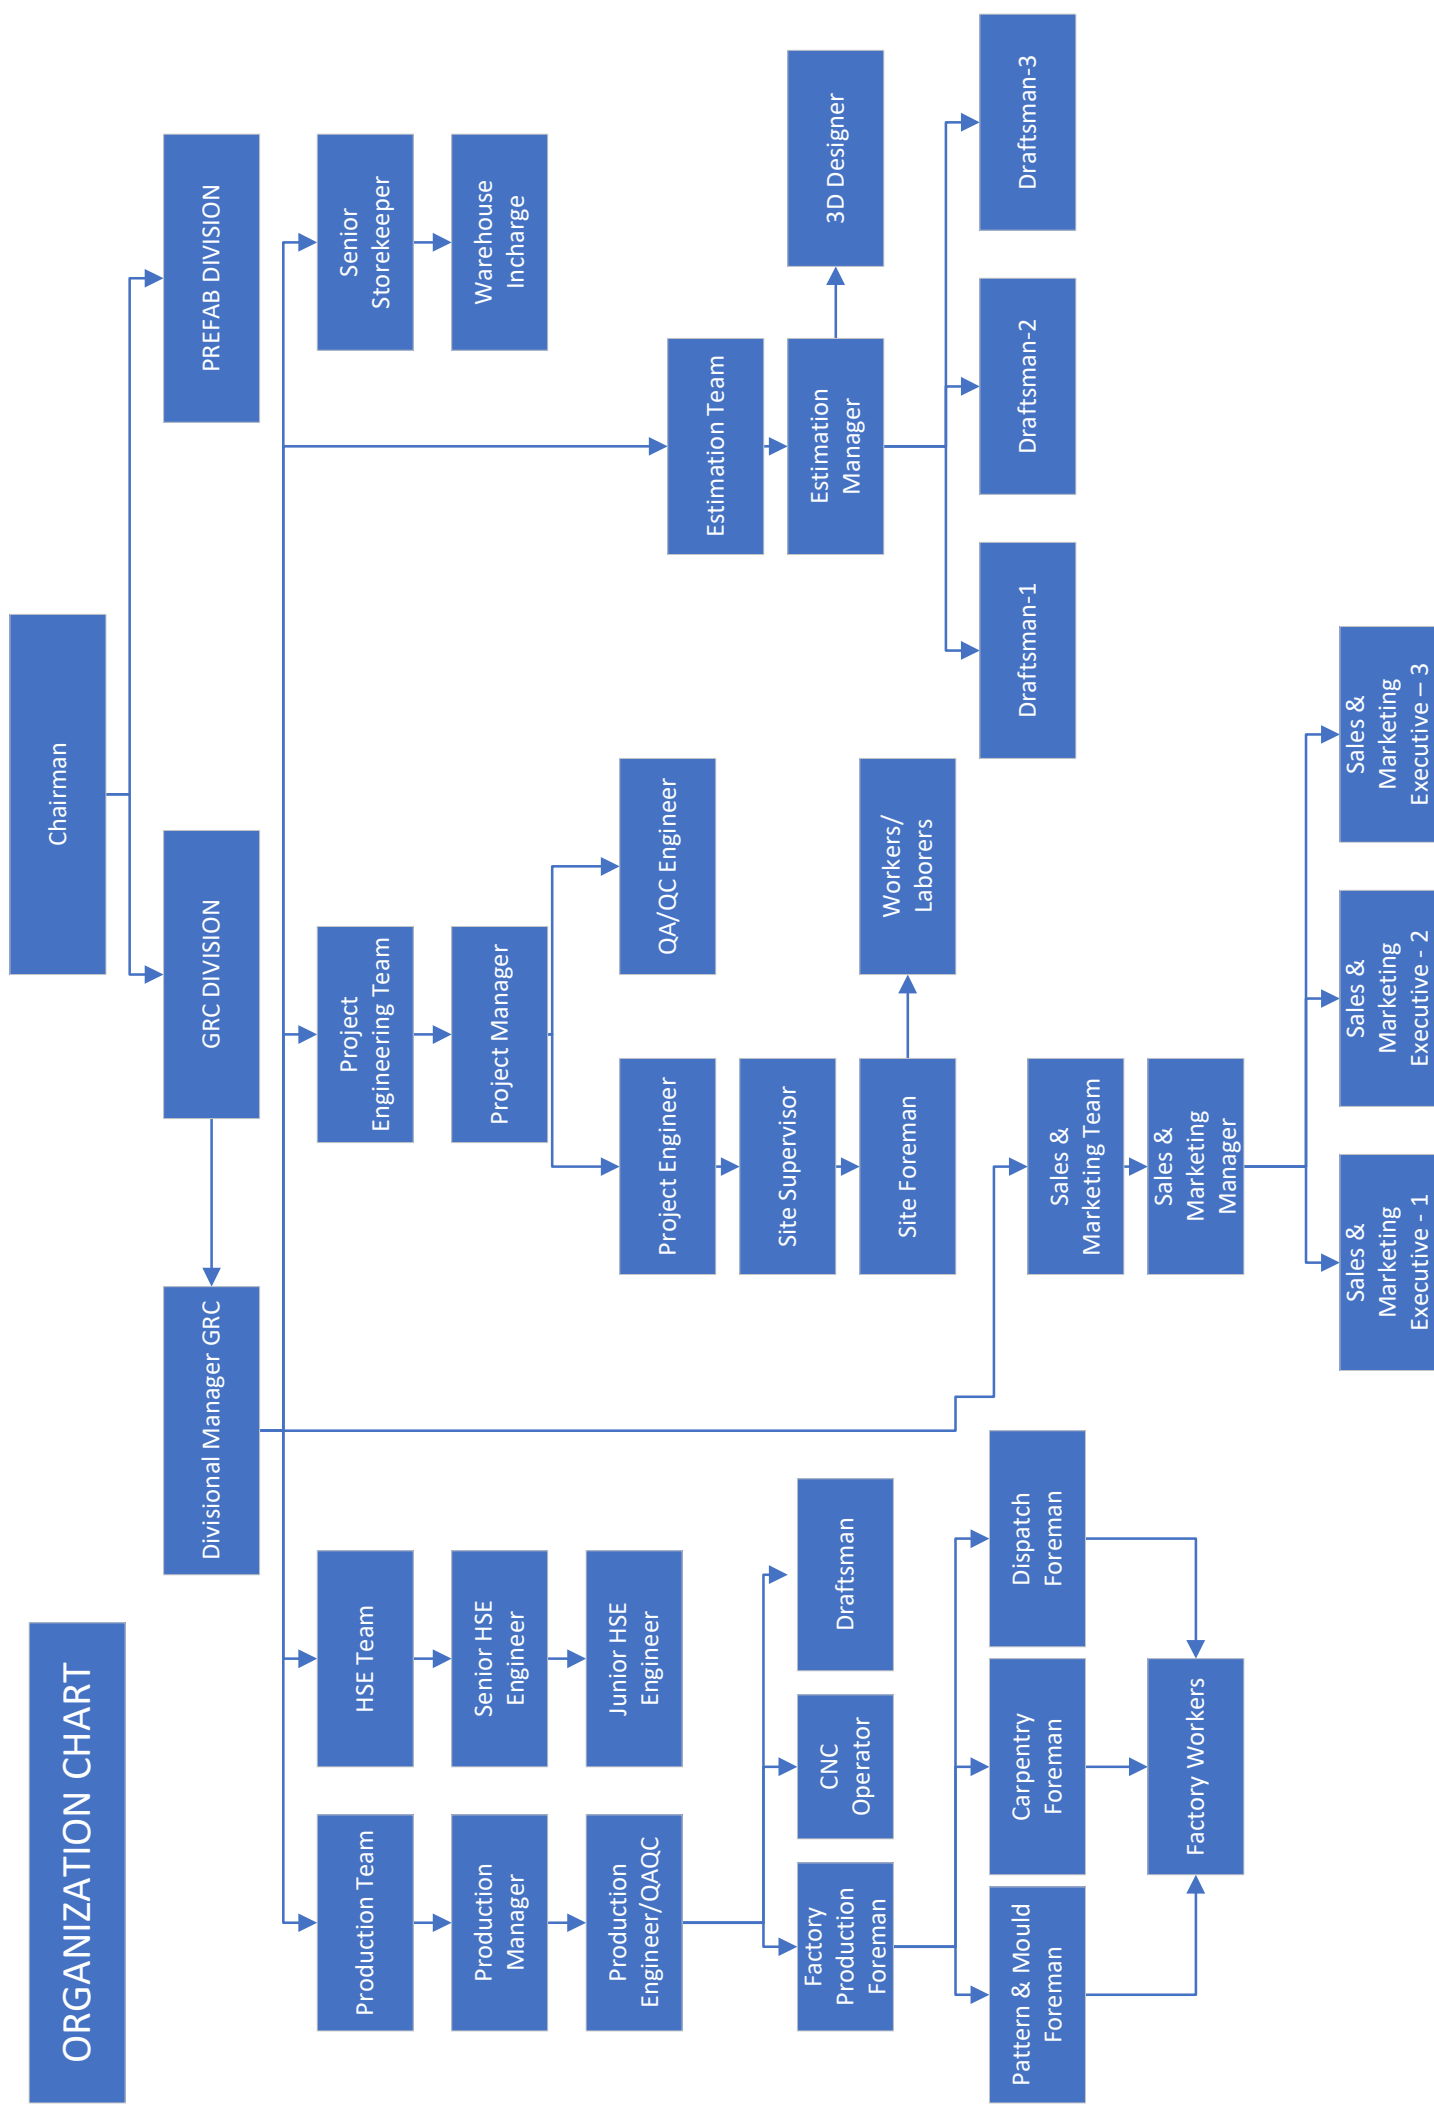 ORGANIZATION CHART
Chairman
GRC DIVISION
PREFAB DIVISION
Divisional Manager GRC
Production Team
HSE Team
Project
Engineering Team
Senior
Storekeeper
Production
Manager
Senior HSE
Engineer
Project Manager
Warehouse
Incharge
Production
Engineer/QAQC
Junior HSE
Engineer
Project Engineer
QA/QC Engineer
Estimation Team
Site Supervisor
Estimation
Manager
3D Designer
Factory
Production
Foreman
CNC
Operator
Draftsman
Site Foreman
Workers/
Laborers
Draftsman-1
Draftsman-2
Draftsman-3
Pattern & Mould
Foreman
Carpentry
Foreman
Dispatch
Foreman
Sales &
Marketing Team
Factory Workers
Sales &
Marketing
Manager
Sales &
Marketing
Executive - 1
Sales &
Marketing
Executive - 2
Sales &
Marketing
Executive – 3